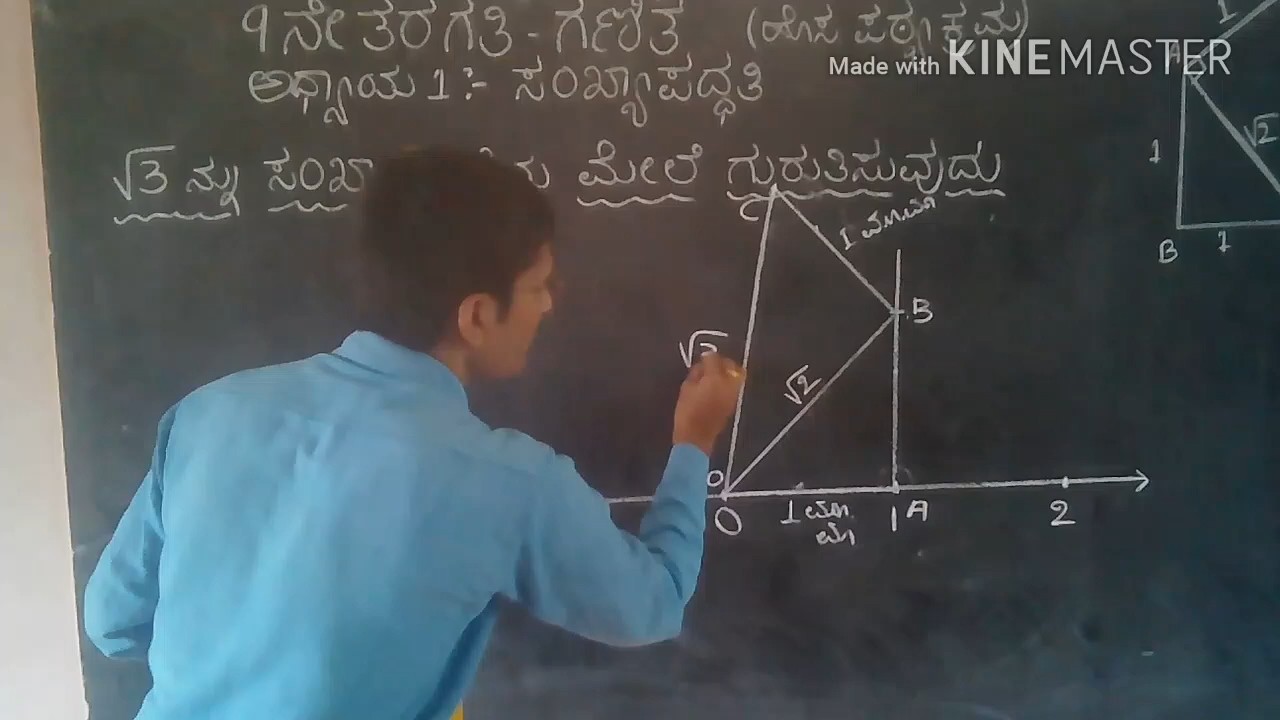 9ನೇ ತರಗತಿ - ಗಣಿತ (ಹೊಸ ಪಠ್ಯಕ್ರಮ)
Made with KINEMASTER
ಅಧ್ಯಾಯ 1:- ಸಂಖ್ಯಾಪದ್ಧತಿ
√3 ನ್ನು ಮೇಲೆ ಗುರುತಿಸುವುದು
1
√2
1
B 1
C
1 ಮಾ.ಮಾ
B
√2
O
0
1 ಮೂ.
ಮಾ
1 A
2